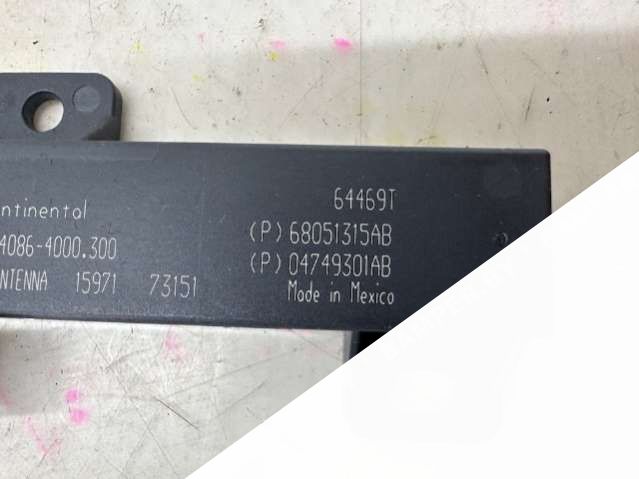 64469T
ntinental
(P) 68051315AB
4086-4000.300
(P) 04749301AB
NTENNA 15971 73151
Made in Mexico